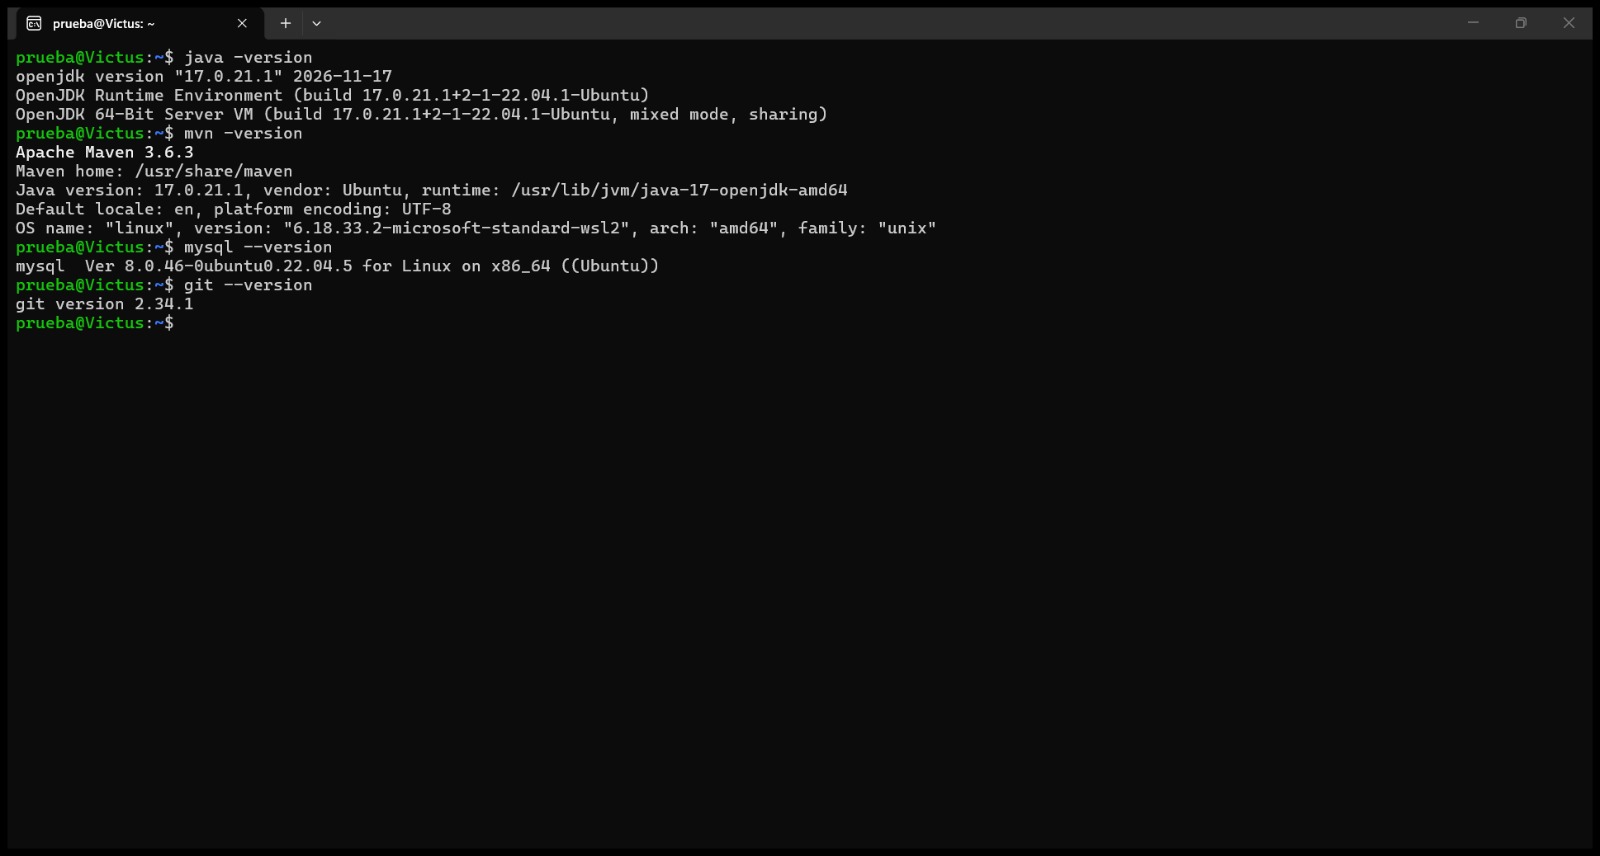 prueba@Victus: ~
prueba@Victus:~$ java -version
openjdk version "17.0.21.1" 2026-11-17
OpenJDK Runtime Environment (build 17.0.21.1+2-1-22.04.1-Ubuntu)
OpenJDK 64-Bit Server VM (build 17.0.21.1+2-1-22.04.1-Ubuntu, mixed mode, sharing)
prueba@Victus:~$ mvn -version
Apache Maven 3.6.3
Maven home: /usr/share/maven
Java version: 17.0.21.1, vendor: Ubuntu, runtime: /usr/lib/jvm/java-17-openjdk-amd64
Default locale: en, platform encoding: UTF-8
OS name: "linux", version: "6.18.33.2-microsoft-standard-wsl2", arch: "amd64", family: "unix"
prueba@Victus:~$ mysql --version
mysql  Ver 8.0.46-0ubuntu0.22.04.5 for Linux on x86_64 ((Ubuntu))
prueba@Victus:~$ git --version
git version 2.34.1
prueba@Victus:~$